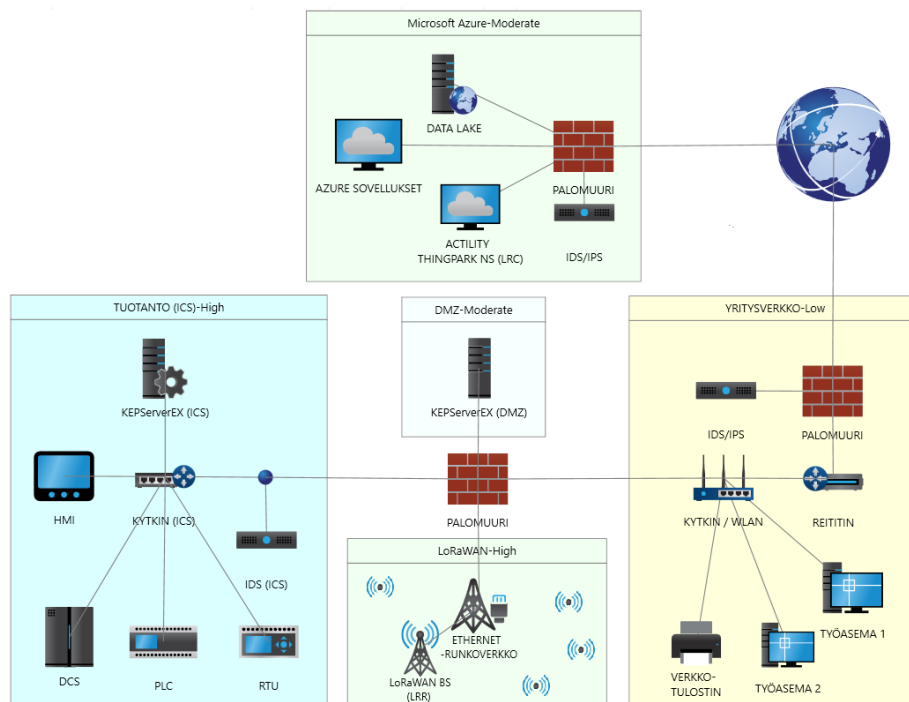 Microsoft Azure-Moderate
DATA LAKE
AZURE SOVELLUKSET
PALOMUURI
ACTILITY
THINGPARK NS (LRC)
IDS/IPS
TUOTANTO (ICS)-High
KEPServerEX (ICS)
HMI
KYTKIN (ICS)
IDS (ICS)
DCS
PLC
RTU
DMZ-Moderate
KEPServerEX (DMZ)
PALOMUURI
LoRaWAN-High
ETHERNET
-RUNKOVERKKO
LoRaWAN BS
(LRR)
YRITYSVERKKO-Low
IDS/IPS
PALOMUURI
KYTKIN / WLAN
REITITIN
TYÖASEMA 1
VERKKO-
TULOSTIN
TYÖASEMA 2